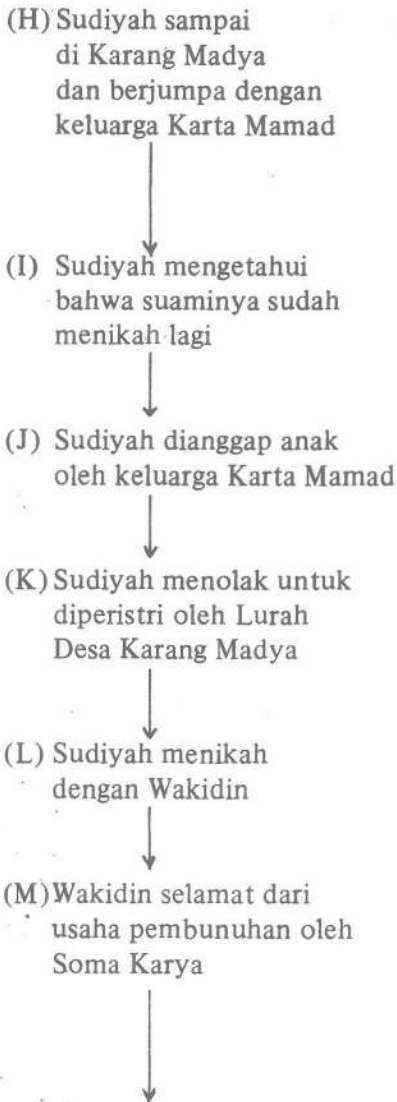 (H) Sudiyah sampai
di Karang Madya
dan berjumpa dengan
keluarga Karta Mamad
(I) Sudiyah mengetahui
bahwa suaminya sudah
menikah lagi
(J) Sudiyah dianggap anak
oleh keluarga Karta Mamad
(K) Sudiyah menolak untuk
diperistri oleh Lurah
Desa Karang Madya
(L) Sudiyah menikah
dengan Wakidin
(M) Wakidin selamat dari
usaha pembunuhan oleh
Soma Karya